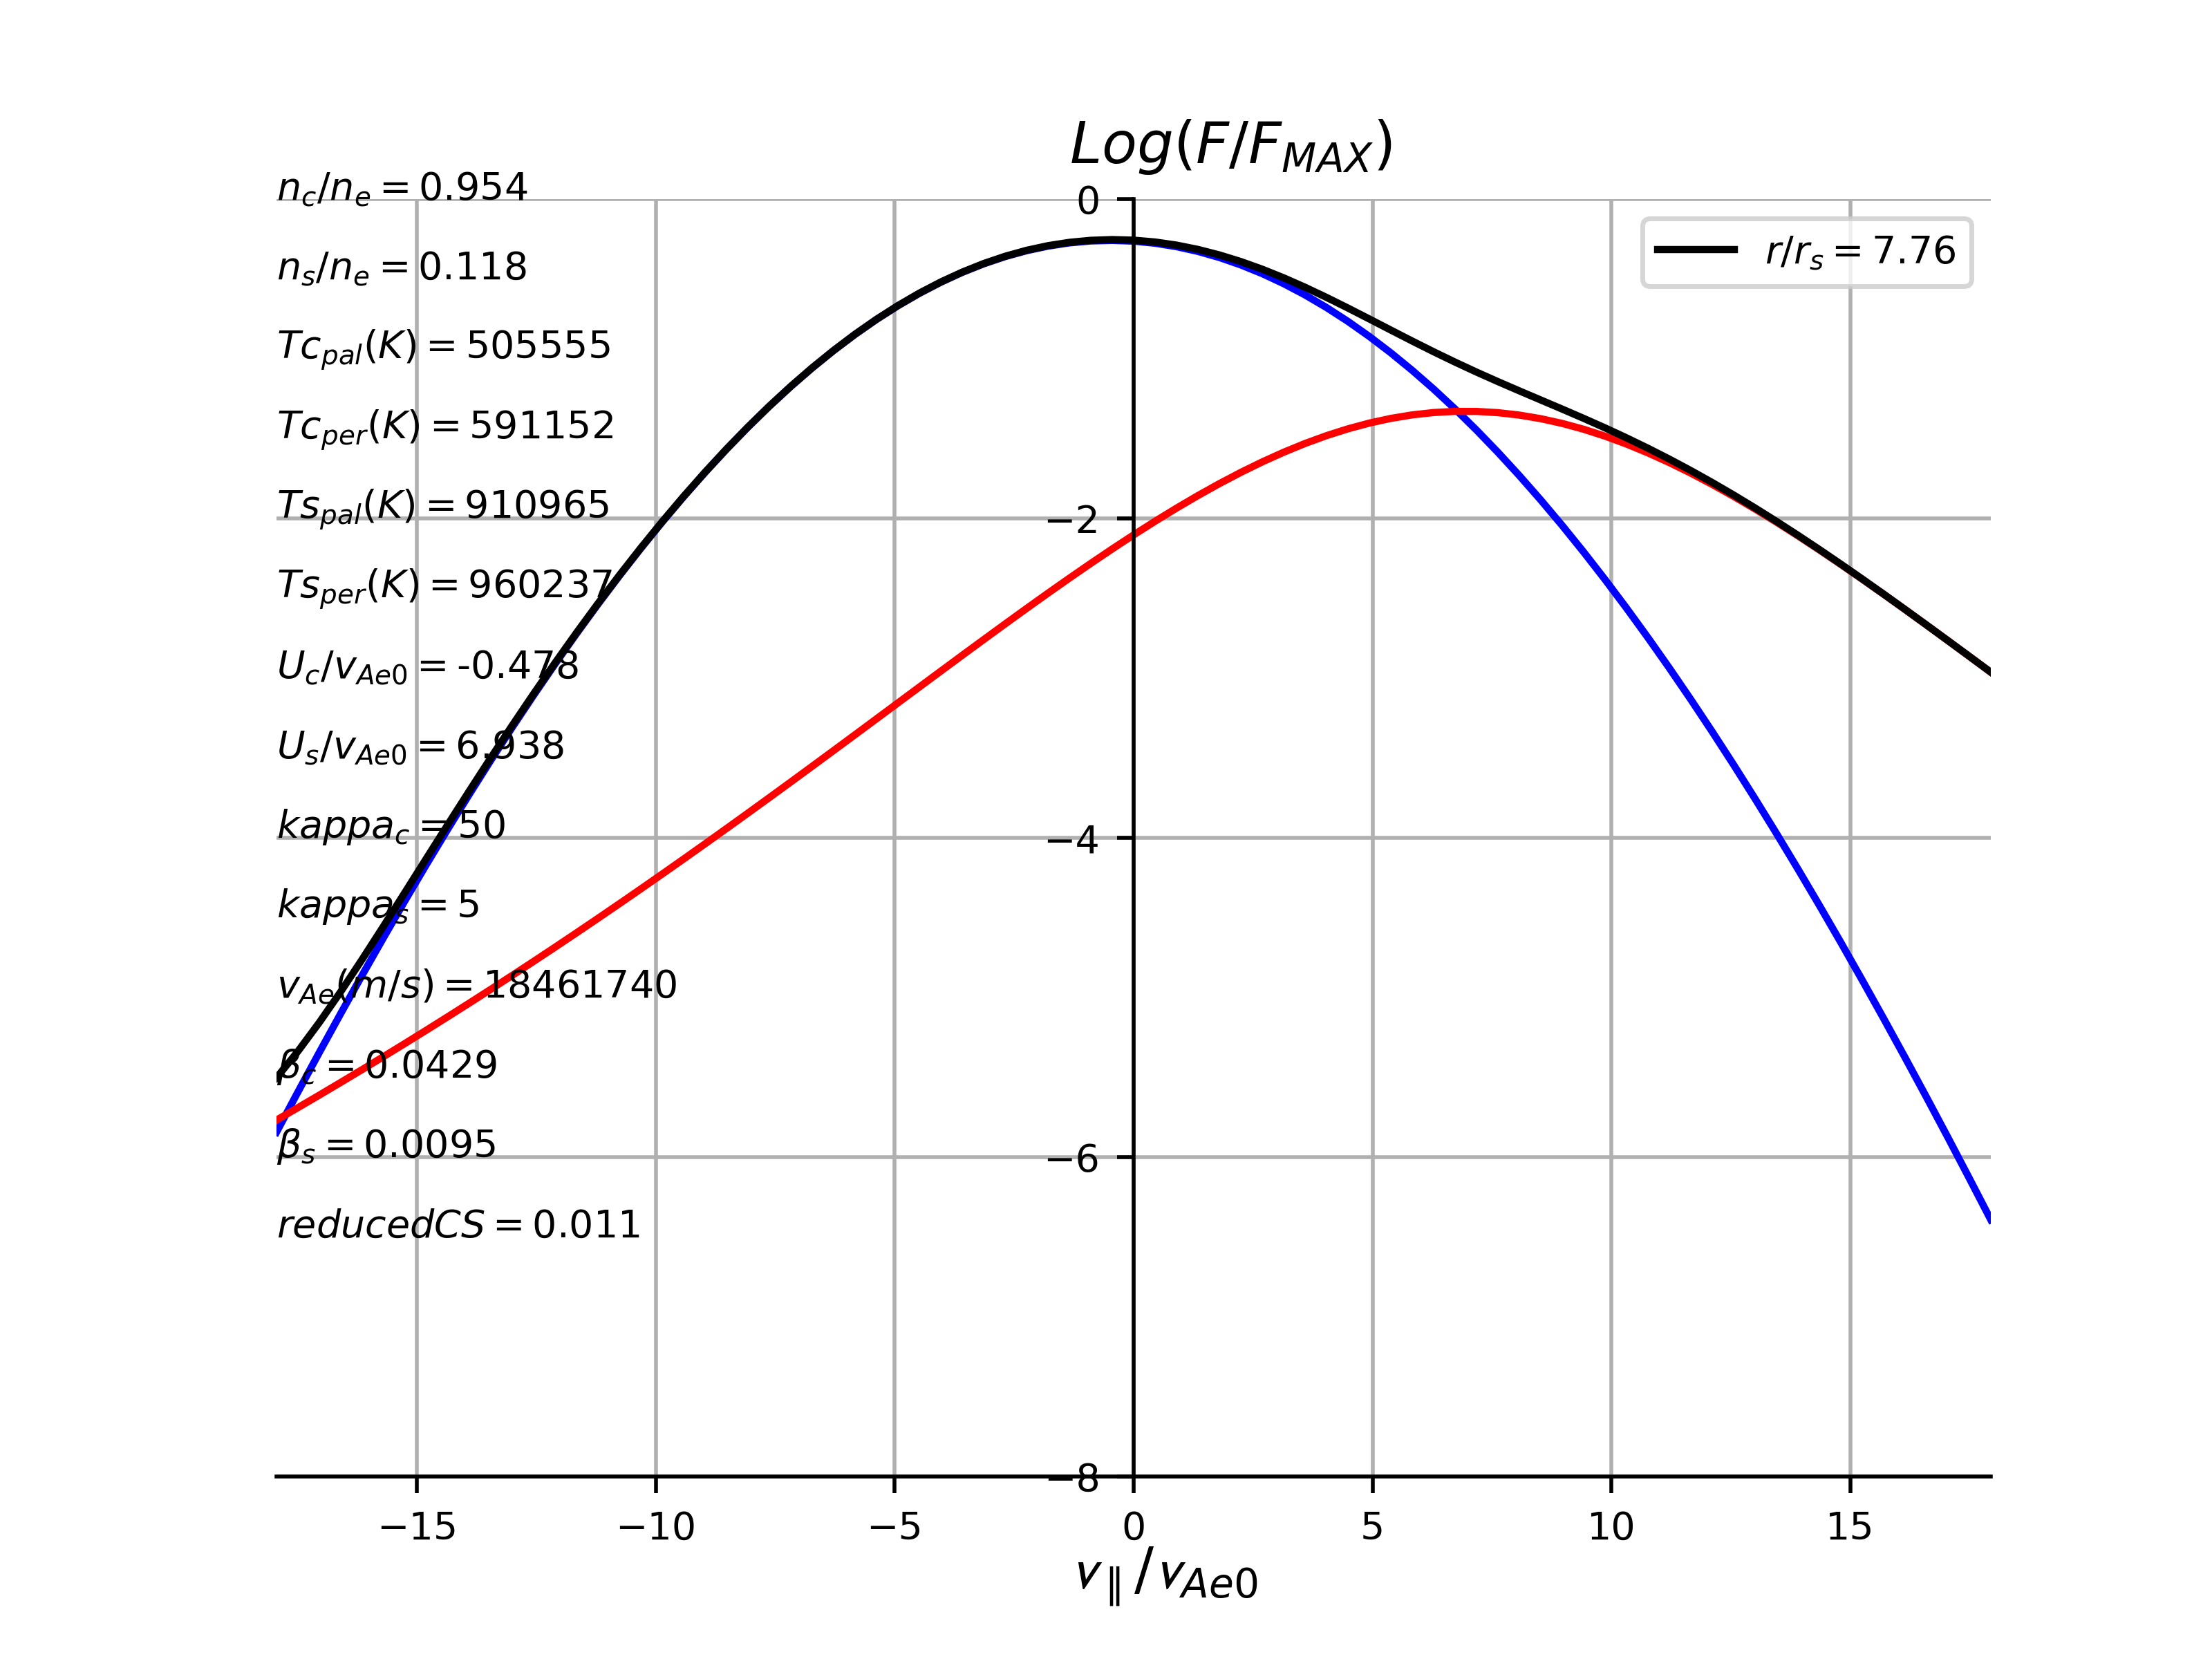 Log(F/F_MAX)
n_c/n_e = 0.954
n_s/n_e = 0.118
Tc_pal(K) = 505555
Tc_per(K) = 591152
Ts_pal(K) = 910965
Ts_per(K) = 960237
U_c/v_Ae0 = -0.478
U_s/v_Ae0 = 6.938
kappa_c = 50
kappa_s = 5
v_Ae(m/s) = 18461740
β_c = 0.0429
β_s = 0.0095
reducedCS = 0.011
r/r_s = 7.76
0
−2
−4
−6
−8
−15 −10 −5 0 5 10 15
v_∥/v_Ae0